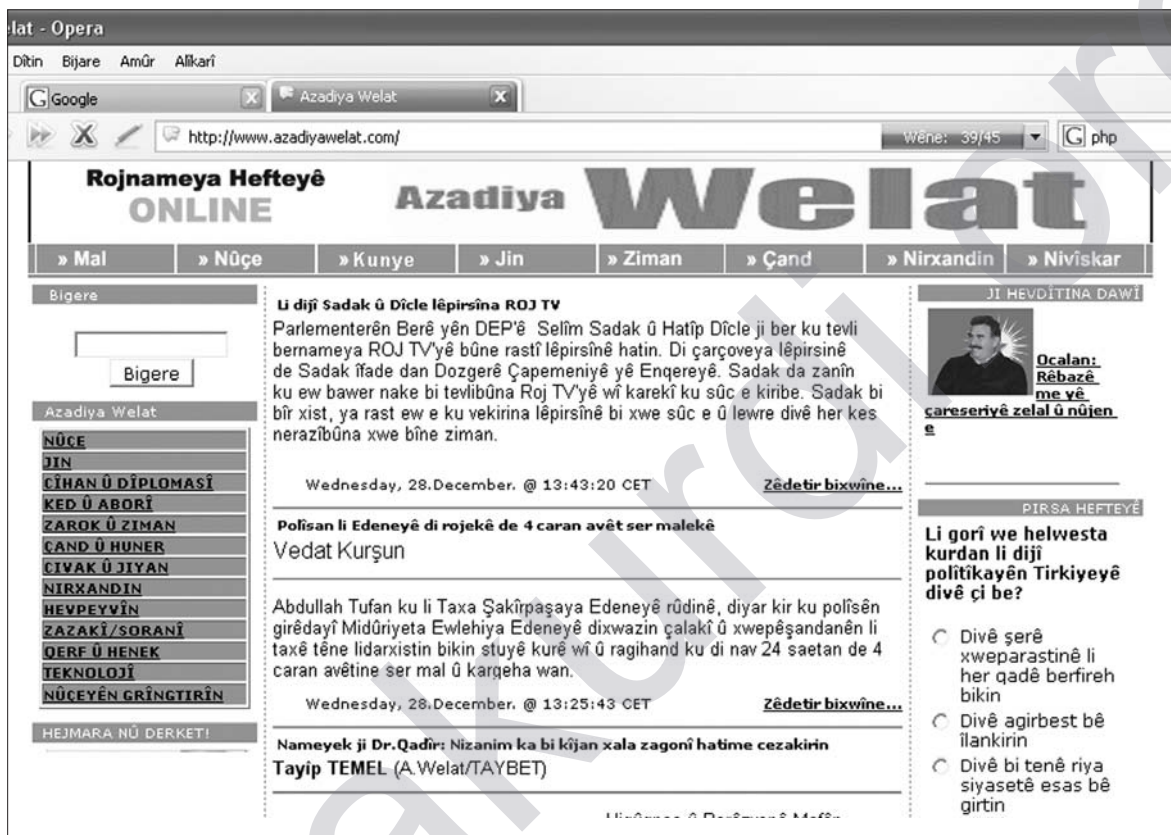 elat - Opera
Dîtin Bijare Amûr Alîkarî
Google
Azadiya Welat
http://www.azadiyawelat.com/
Wêne: 39/45
php
Rojnameya Hefteyê
ONLINE
Azadiya Welat
» Mal » Nûçe » Kunye » Jin » Ziman » Çand » Nirxandin » Nivîskar
Bigere
Bigere
Azadiya Welat
NÛÇE
JIN
CÎHAN Û DÎPLOMASÎ
KED Û ABORÎ
ZAROK Û ZIMAN
ÇAND Û HUNER
CIVAK Û JIYAN
NIRXANDIN
HEVPEYVÎN
ZAZAKÎ/SORANÎ
QERF Û HENEK
TEKNOLOJÎ
NÛÇEYÊN GRÎNGTIRÎN
HEJMARA NÛ DERKET!
Li dijî Sadak û Dîcle lêpirsîna ROJ TV
Parlementerên Berê yên DEP'ê Selîm Sadak û Hatîp Dîcle ji ber ku tevli
bernameya ROJ TV'yê bûne rastî lêpirsînê hatin. Di çarçoveya lêpirsinê
de Sadak îfade dan Dozgerê Çapemeniyê yê Enqereyê. Sadak da zanîn
ku ew bawer nake bi tevlibûna Roj TV'yê wî karekî ku sûc e kiribe. Sadak bi
bîr xist, ya rast ew e ku vekirina lêpirsînê bi xwe sûc e û lewre divê her kes
nerazîbûna xwe bîne ziman.
Wednesday, 28.December. @ 13:43:20 CET
Zêdetir bixwîne...
Polîsan li Edeneyê di rojekê de 4 caran avêt ser malekê
Vedat Kurşun
Abdullah Tufan ku li Taxa Şakîrpaşaya Edeneyê rûdinê, diyar kir ku polîsên
girêdayî Midûriyeta Ewlehiya Edeneyê dixwazin çalakî û xwepêşandanên li
taxê têne lidarxistin bikin stuyê kurê wî û ragihand ku di nav 24 saetan de 4
caran avêtine ser mal û kargeha wan.
Wednesday, 28.December. @ 13:25:43 CET
Zêdetir bixwîne...
Nameyek ji Dr.Qadîr: Nizanim ka bi kîjan xala zagonî hatime cezakirin
Tayîp TEMEL (A.Welat/TAYBET)
JI HEVDÎTINA DAWÎ
Ocalan:
Rêbazê
me yê
çareseriyê zelal û nûjen
e
PIRSA HEFTEYÊ
Li gorî we helwesta
kurdan li dijî
polîtîkayên Tirkiyeyê
divê çi be?
Divê şerê
xweparastinê li
her qadê berfireh
bikin
Divê agirbest bê
îlankirin
Divê bi tenê riya
siyasetê esas bê
girtin